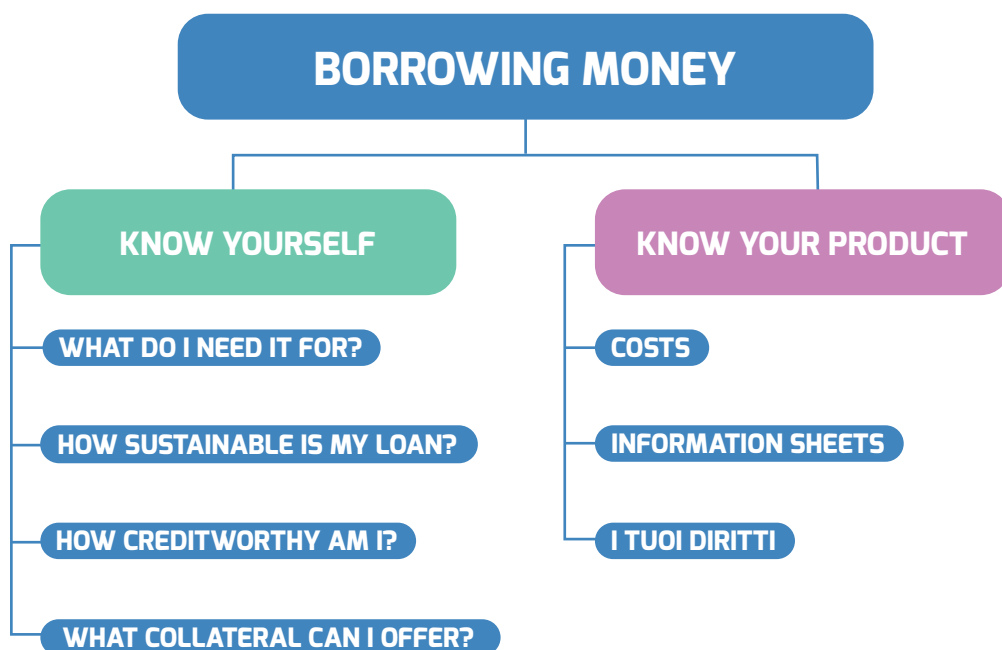 BORROWING MONEY
KNOW YOURSELF
WHAT DO I NEED IT FOR?
HOW SUSTAINABLE IS MY LOAN?
HOW CREDITWORTHY AM I?
WHAT COLLATERAL CAN I OFFER?
KNOW YOUR PRODUCT
COSTS
INFORMATION SHEETS
I TUOI DIRITTI